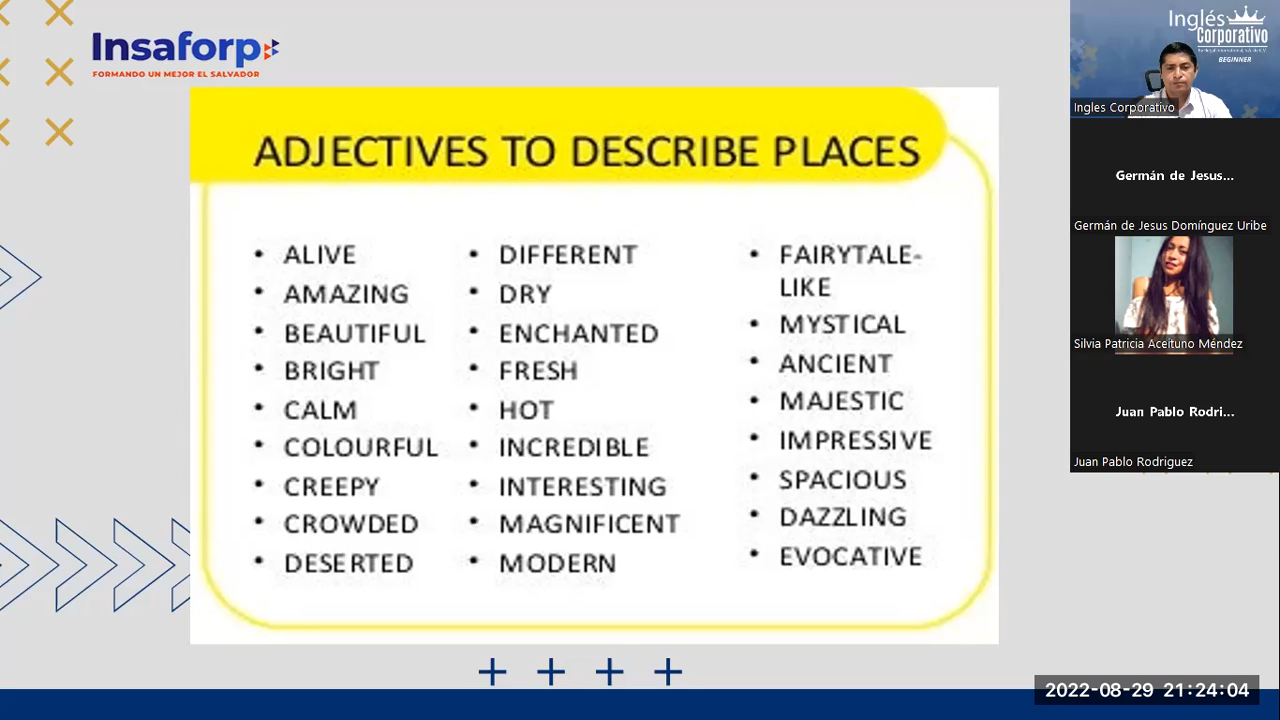 Insaforp
FORMANDO UN MEJOR EL SALVADOR
ADJECTIVES TO DESCRIBE PLACES
• ALIVE
• AMAZING
• BEAUTIFUL
• BRIGHT
• CALM
• COLOURFUL
• CREEPY
• CROWDED
• DESERTED
• DIFFERENT
• DRY
• ENCHANTED
• FRESH
• HOT
• INCREDIBLE
• INTERESTING
• MAGNIFICENT
• MODERN
• FAIRYTALE-
LIKE
• MYSTICAL
• ANCIENT
• MAJESTIC
• IMPRESSIVE
• SPACIOUS
• DAZZLING
• EVOCATIVE
Inglés
Corporativo
BEGINNER
Ingles Corporativo
Germán de Jesus...
Germán de Jesus Domínguez Uribe
Silvia Patricia Aceituno Méndez
Juan Pablo Rodri...
Juan Pablo Rodriguez
2022-08-29 21:24:04